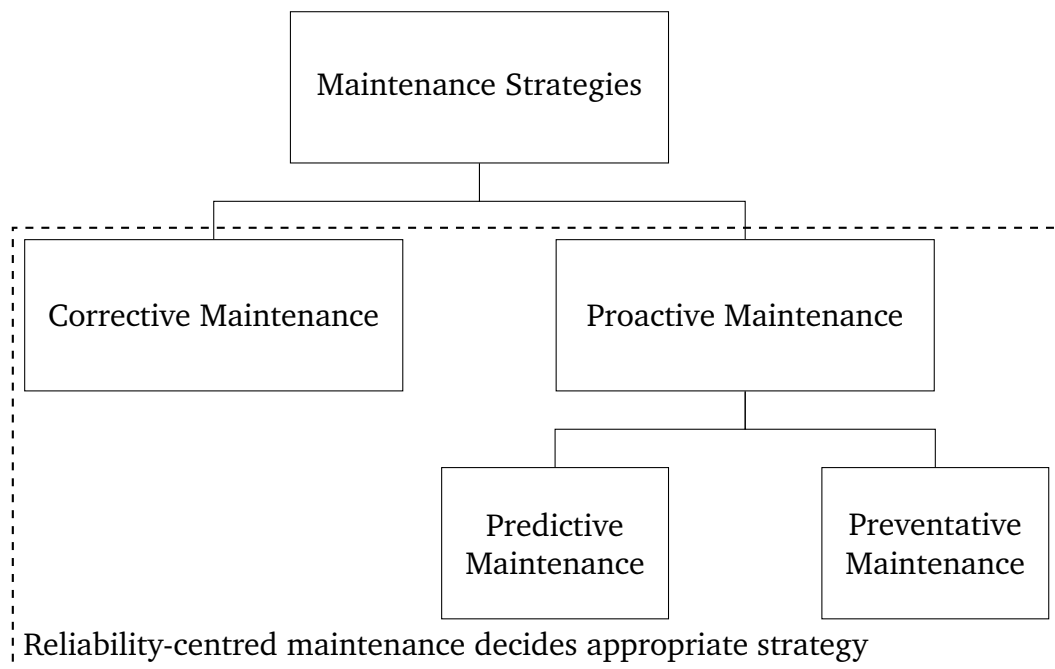 Maintenance Strategies
Corrective Maintenance
Proactive Maintenance
Predictive
Maintenance
Preventative
Maintenance
Reliability-centred maintenance decides appropriate strategy